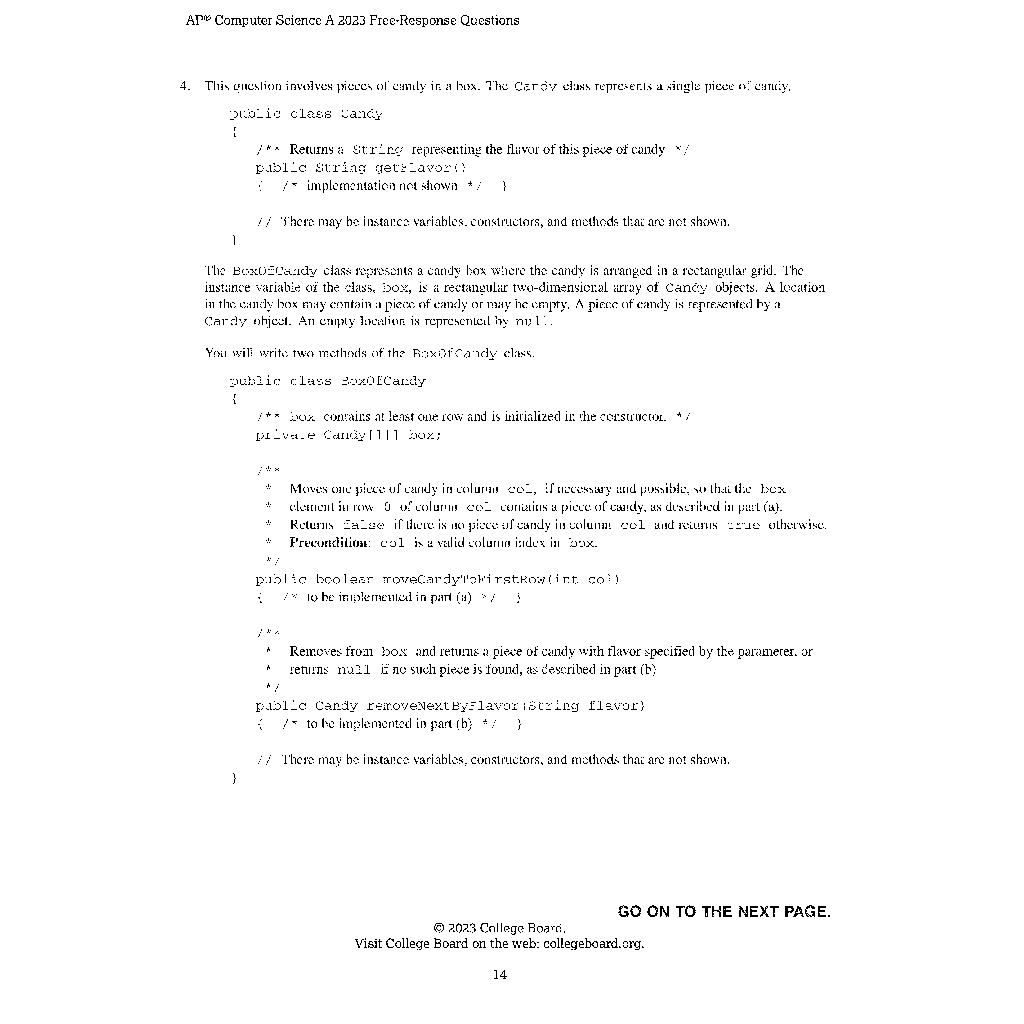 AP® Computer Science A 2023 Free-Response Questions
4. This question involves pieces of candy in a box. The Candy class represents a single piece of candy.
public class Candy
{
/** Returns a String representing the flavor of this piece of candy */
public String getFlavor()
{ /* implementation not shown */ }
// There may be instance variables, constructors, and methods that are not shown.
}
The BoxOfCandy class represents a candy box where the candy is arranged in a rectangular grid. The
instance variable of the class, box, is a rectangular two-dimensional array of Candy objects. A location
in the candy box may contain a piece of candy or may be empty. A piece of candy is represented by a
Candy object. An empty location is represented by null.
You will write two methods of the BoxOfCandy class.
public class BoxOfCandy
{
/** box contains at least one row and is initialized in the constructor. */
private Candy[][] box;
/**
* Moves one piece of candy in column col, if necessary and possible, so that the box
* element in row 0 of column col contains a piece of candy, as described in part (a).
* Returns false if there is no piece of candy in column col and returns true otherwise.
* Precondition: col is a valid column index in box.
*/
public boolean moveCandyToFirstRow(int col)
{ /* to be implemented in part (a) */ }
/**
* Removes from box and returns a piece of candy with flavor specified by the parameter, or
* returns null if no such piece is found, as described in part (b)
*/
public Candy removeNextByFlavor(String flavor)
{ /* to be implemented in part (b) */ }
// There may be instance variables, constructors, and methods that are not shown.
}
GO ON TO THE NEXT PAGE.
© 2023 College Board.
Visit College Board on the web: collegeboard.org.
14